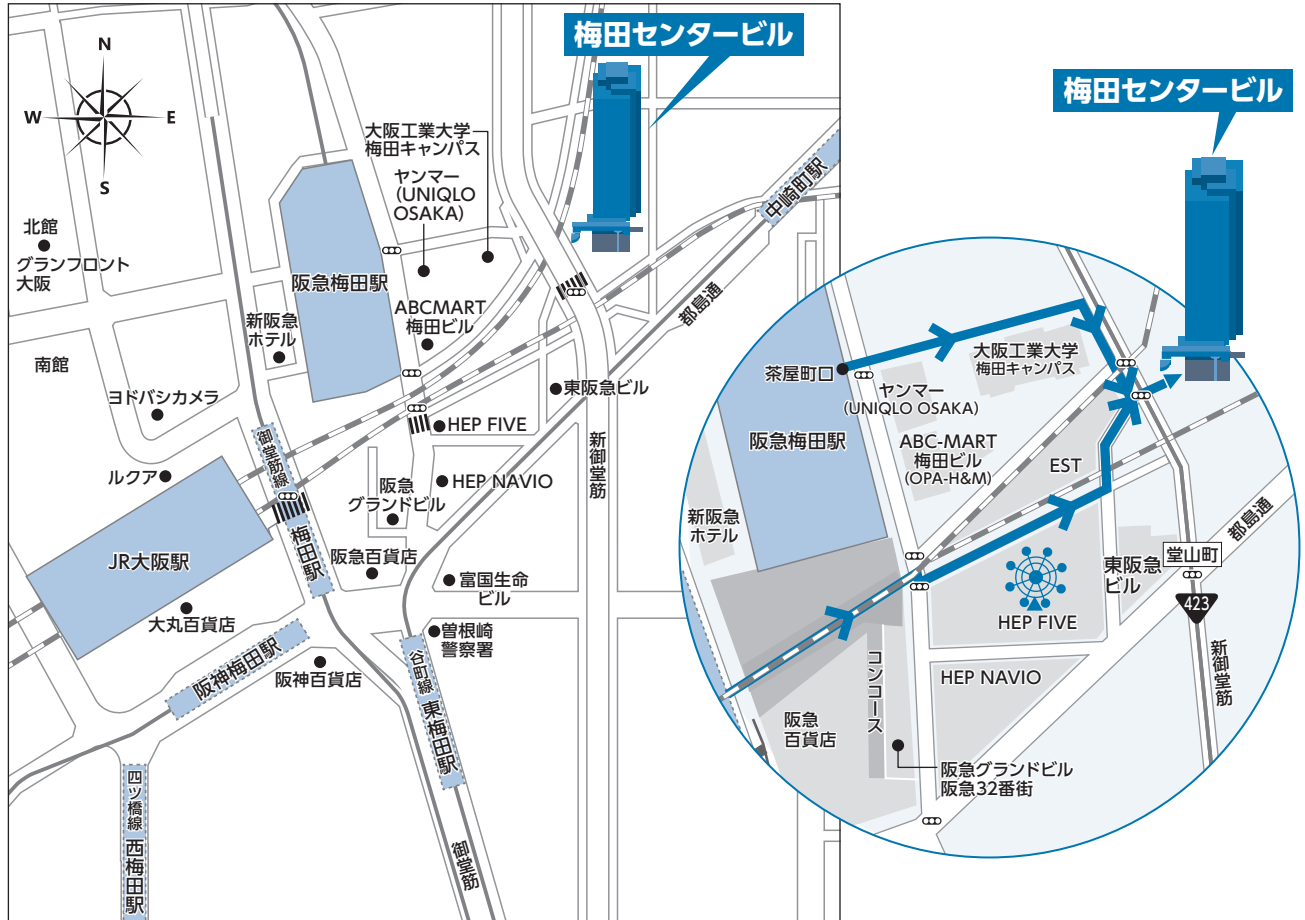 梅田センタービル
N
W
E
S
大阪工業大学
梅田キャンパス
ヤンマー
(UNIQLO
OSAKA)
中崎町駅
北館
グランフロント
大阪
阪急梅田駅
ABCMART
梅田ビル
都島通
新阪急
ホテル
南館
ヨドバシカメラ
東阪急ビル
御堂筋線
HEP FIVE
新御堂筋
ルクア
阪急
グランドビル
HEP NAVIO
梅田駅
JR大阪駅
阪急百貨店
富国生命
ビル
大丸百貨店
曽根崎
警察署
阪神梅田駅
阪神百貨店
谷町線
東梅田駅
四ツ橋線
西梅田駅
御堂筋
梅田センタービル
茶屋町口
大阪工業大学
梅田キャンパス
ヤンマー
(UNIQLO OSAKA)
阪急梅田駅
ABC-MART
梅田ビル
(OPA-H&M)
EST
新阪急
ホテル
都島通
堂山町
東阪急
ビル
423
HEP FIVE
新御堂筋
コンコース
HEP NAVIO
阪急
百貨店
阪急グランドビル
阪急32番街